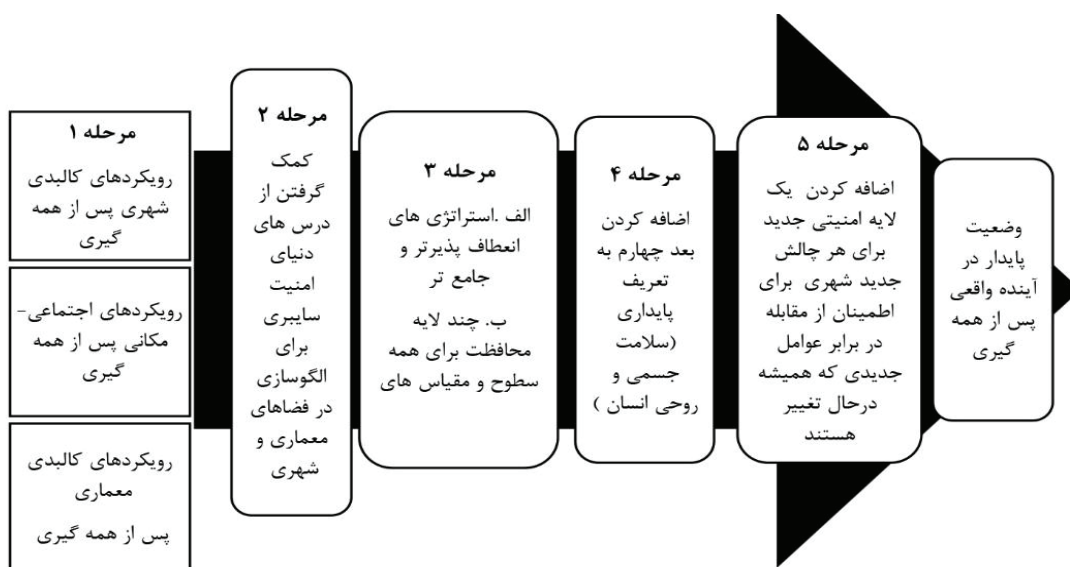 مرحله ۱
رویکردهای کالبدی
شهری پس از همه
گیری
رویکردهای اجتماعی-
مکانی پس از همه
گیری
رویکردهای کالبدی
معماری
پس از همه گیری
مرحله ۲
کمک
گرفتن از
درس های
دنیای
امنیت
سایبری
برای
الگوسازی
در فضاهای
معماری و
شهری
مرحله ۳
الف .استراتژی های
انعطاف پذیرتر و
جامع تر
ب. چند لایه
محافظت برای همه
سطوح و مقیاس های
مرحله ۴
اضافه کردن
بعد چهارم به
تعریف
پایداری
(سلامت
جسمی و
روحی انسان )
مرحله ۵
اضافه کردن یک
لایه امنیتی جدید
برای هر چالش
جدید شهری برای
اطمینان از مقابله
در برابر عوامل
جدیدی که همیشه
درحال تغییر
هستند
وضعیت
پایدار در
آینده واقعی
پس از همه
گیری